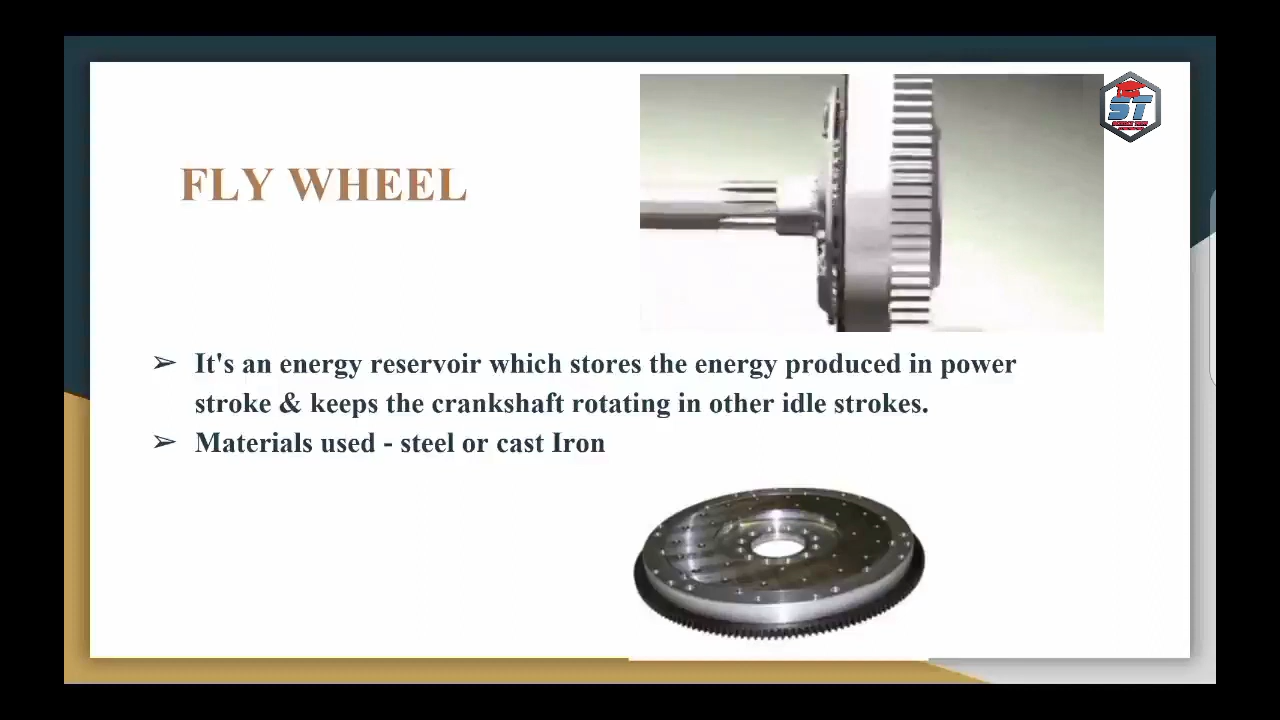 ST
FLY WHEEL
➢ It's an energy reservoir which stores the energy produced in power
stroke & keeps the crankshaft rotating in other idle strokes.
➢ Materials used - steel or cast Iron